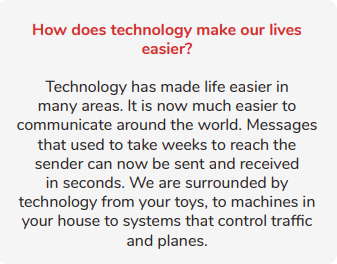 How does technology make our lives
easier?
Technology has made life easier in
many areas. It is now much easier to
communicate around the world. Messages
that used to take weeks to reach the
sender can now be sent and received
in seconds. We are surrounded by
technology from your toys, to machines in
your house to systems that control traffic
and planes.